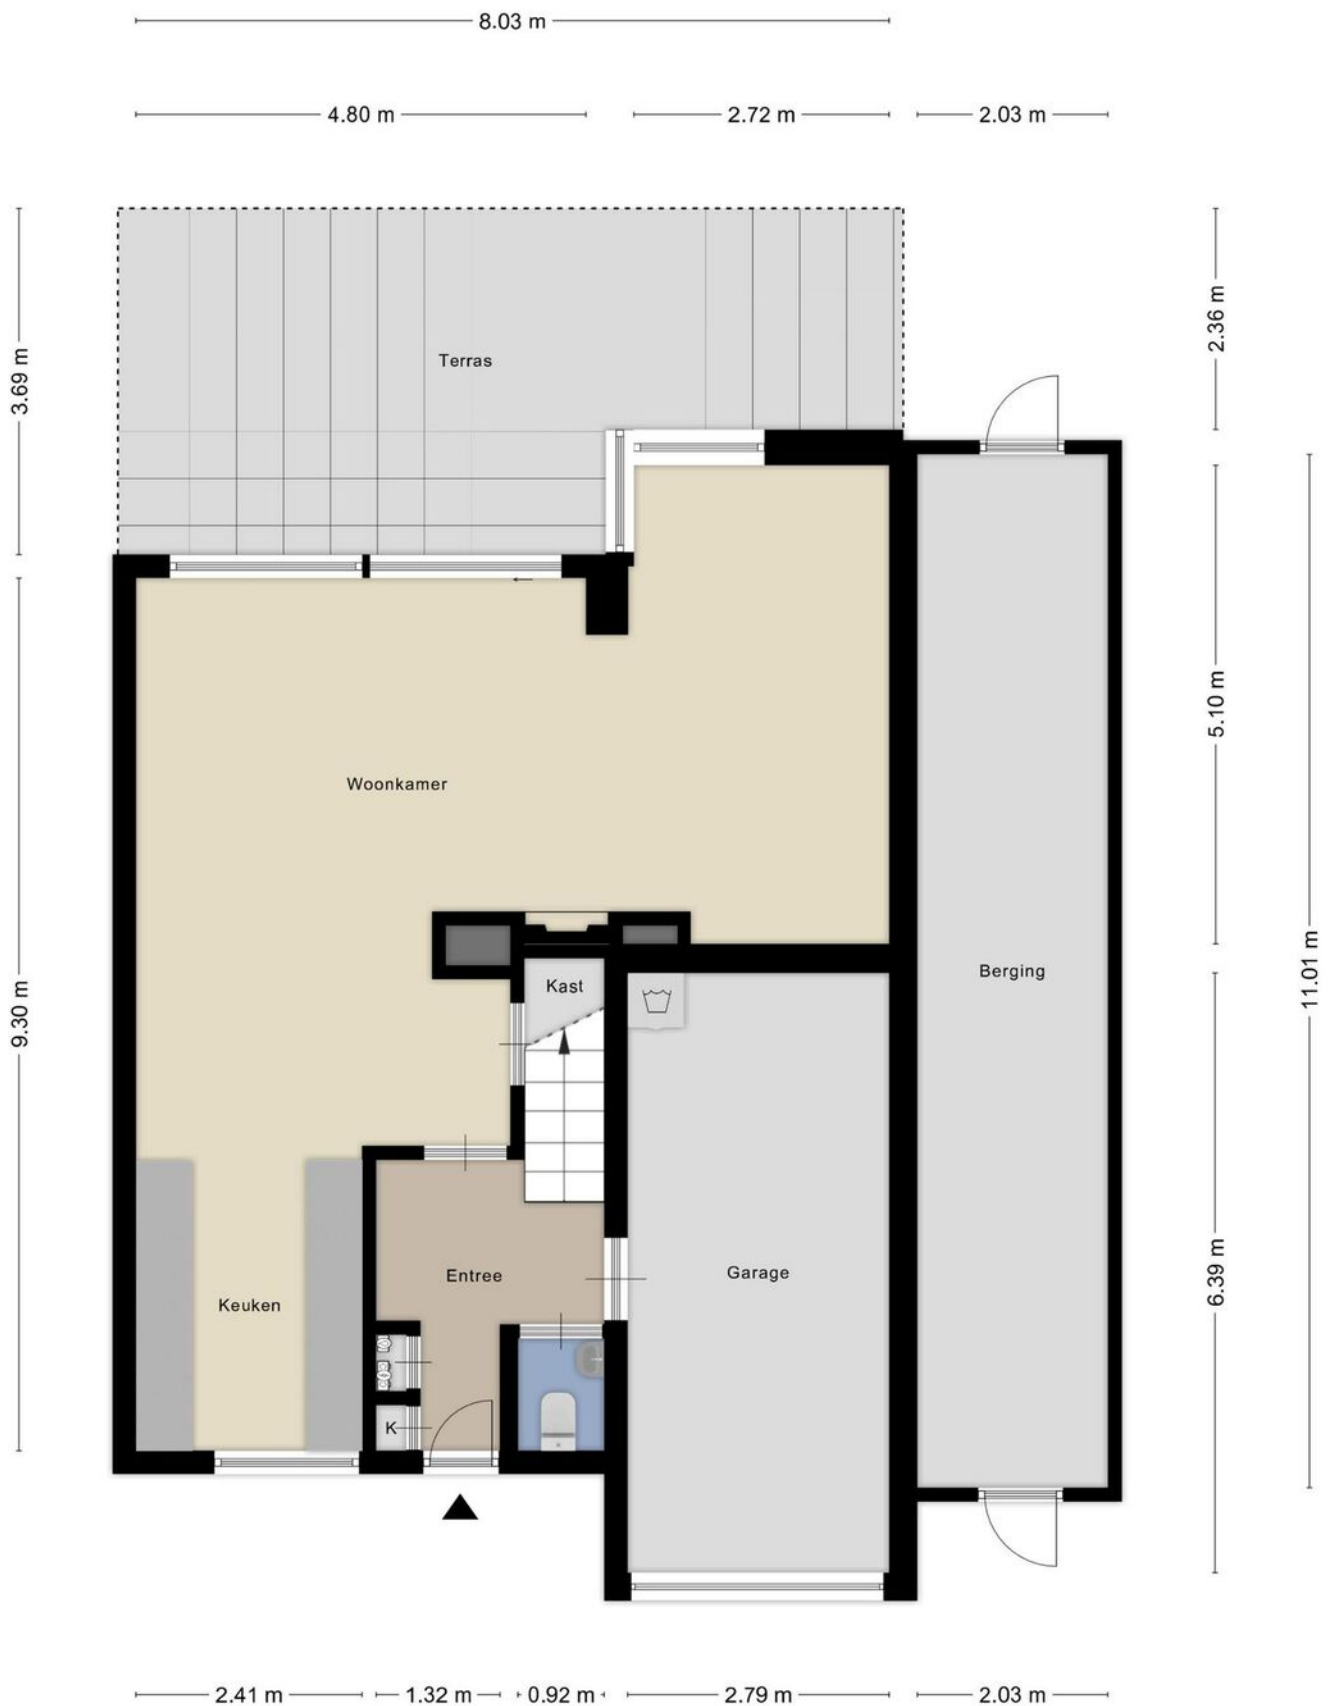 8.03 m
4.80 m
2.72 m
2.03 m
3.69 m
2.36 m
Terras
5.10 m
Woonkamer
9.30 m
11.01 m
Kast
Berging
6.39 m
Entree
Garage
Keuken
K
2.41 m
1.32 m
0.92 m
2.79 m
2.03 m